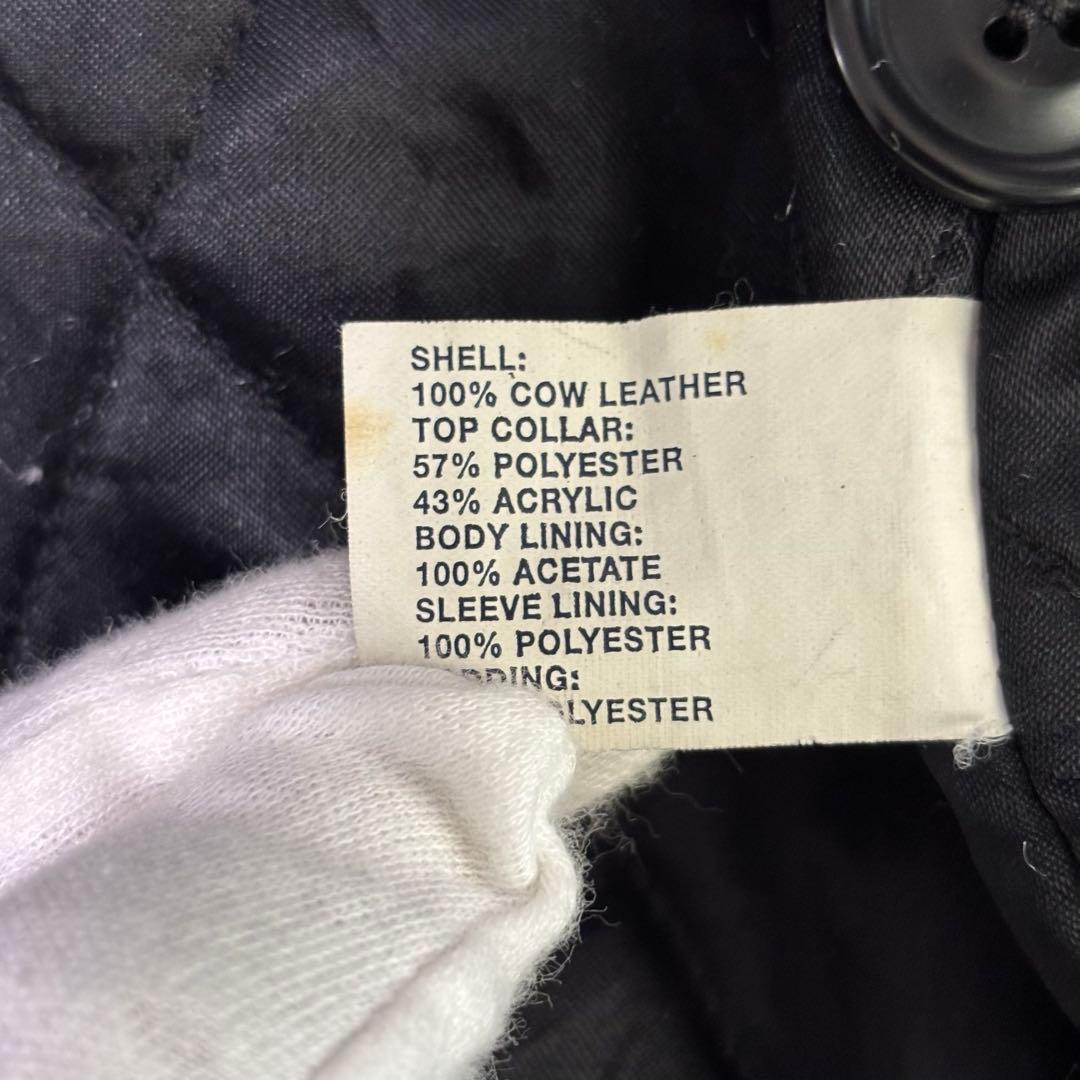 SHELL:
100% COW LEATHER
TOP COLLAR:
57% POLYESTER
43% ACRYLIC
BODY LINING:
100% ACETATE
SLEEVE LINING:
100% POLYESTER